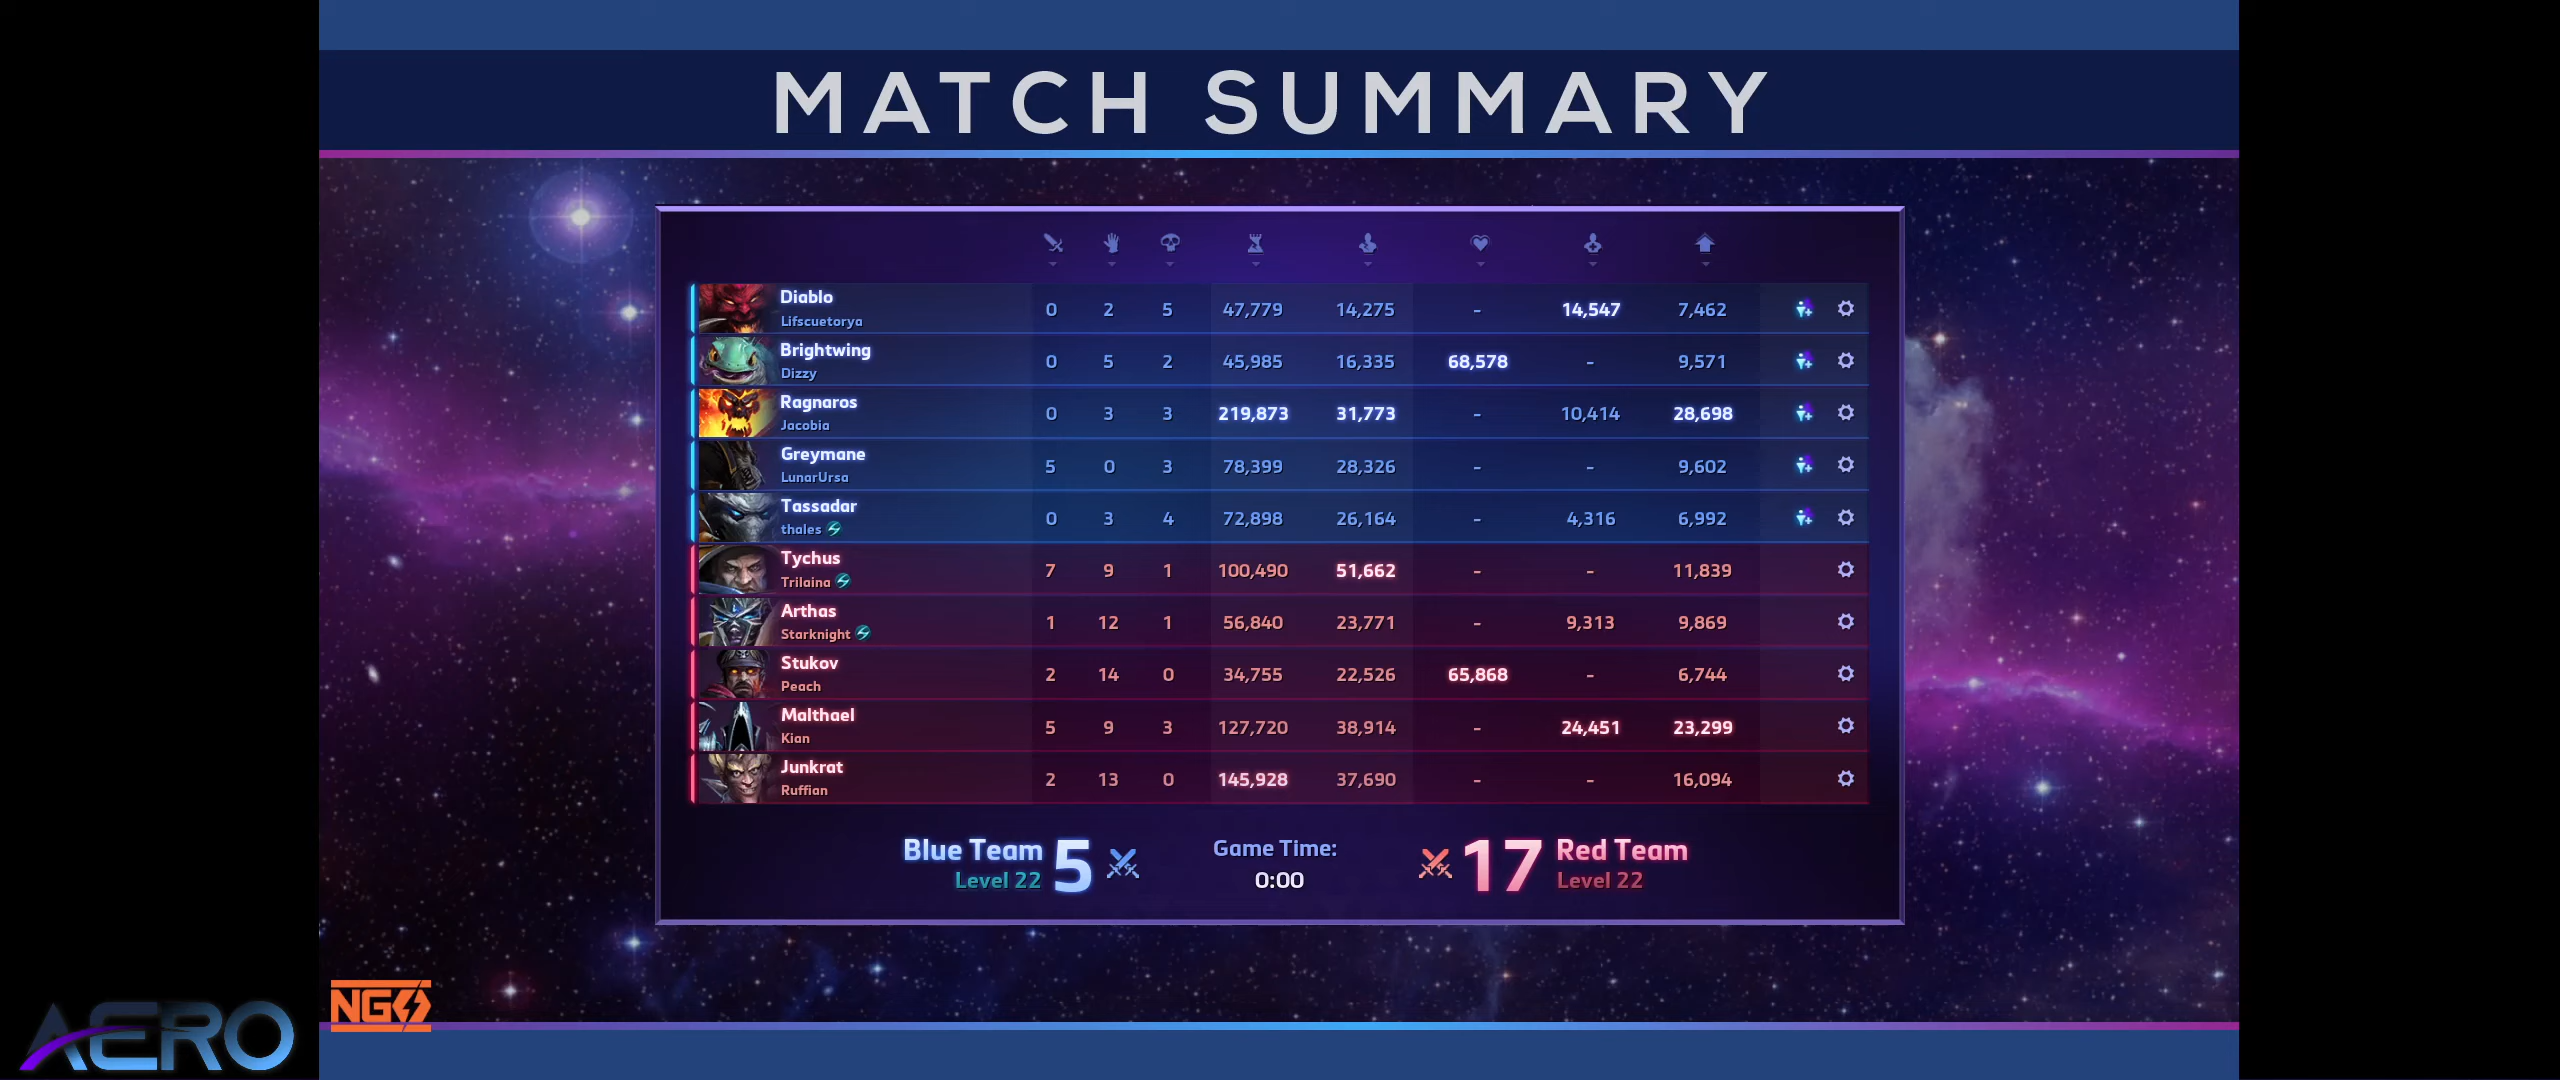 MATCH SUMMARY
Diablo
Lifscuetorya
0 2 5 47,779 14,275 - 14,547 7,462
Brightwing
Dizzy
0 5 2 45,985 16,335 68,578 - 9,571
Ragnaros
Jacobia
0 3 3 219,873 31,773 - 10,414 28,698
Greymane
LunarUrsa
5 0 3 78,399 28,326 - - 9,602
Tassadar
thales
0 3 4 72,898 26,164 - 4,316 6,992
Tychus
Trilaina
7 9 1 100,490 51,662 - - 11,839
Arthas
Starknight
1 12 1 56,840 23,771 - 9,313 9,869
Stukov
Peach
2 14 0 34,755 22,526 65,868 - 6,744
Malthael
Kian
5 9 3 127,720 38,914 - 24,451 23,299
Junkrat
Ruffian
2 13 0 145,928 37,690 - - 16,094
Blue Team 5
Level 22
Game Time:
0:00
17 Red Team
Level 22
NGS
AERO